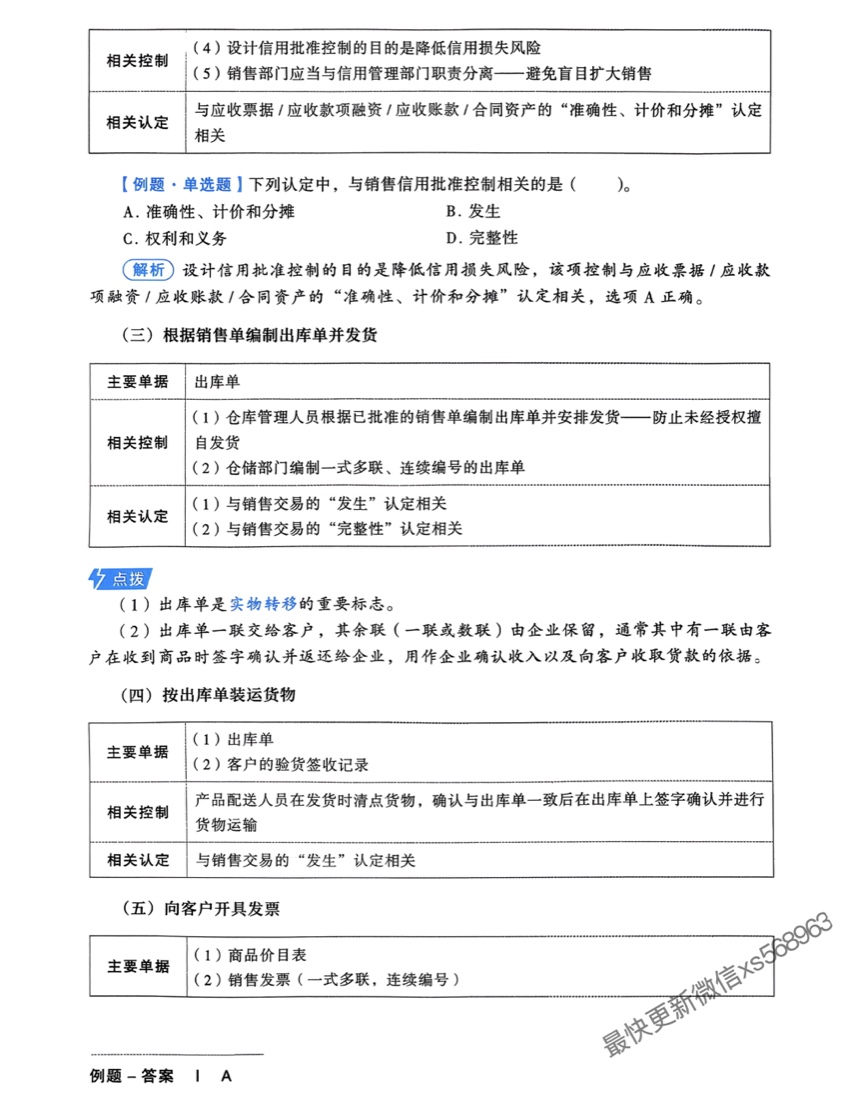 相关控制
（4）设计信用批准控制的目的是降低信用损失风险
（5）销售部门应当与信用管理部门职责分离——避免盲目扩大销售
相关认定
与应收票据/应收款项融资/应收账款/合同资产的“准确性、计价和分摊”认定
相关
【例题·单选题】下列认定中，与销售信用批准控制相关的是（　　）。
A. 准确性、计价和分摊　　B. 发生
C. 权利和义务　　D. 完整性
解析 设计信用批准控制的目的是降低信用损失风险，该项控制与应收票据/应收款
项融资/应收账款/合同资产的“准确性、计价和分摊”认定相关，选项 A 正确。
（三）根据销售单编制出库单并发货
主要单据
出库单
相关控制
（1）仓库管理人员根据已批准的销售单编制出库单并安排发货——防止未经授权擅
自发货
（2）仓储部门编制一式多联、连续编号的出库单
相关认定
（1）与销售交易的“发生”认定相关
（2）与销售交易的“完整性”认定相关
点拨
（1）出库单是实物转移的重要标志。
（2）出库单一联交给客户，其余联（一联或数联）由企业保留，通常其中有一联由客
户在收到商品时签字确认并返还给企业，用作企业确认收入以及向客户收取货款的依据。
（四）按出库单装运货物
主要单据
（1）出库单
（2）客户的验货签收记录
相关控制
产品配送人员在发货时清点货物，确认与出库单一致后在出库单上签字确认并进行
货物运输
相关认定
与销售交易的“发生”认定相关
（五）向客户开具发票
主要单据
（1）商品价目表
（2）销售发票（一式多联，连续编号）
最快更新微信xs568963
例题－答案　I　A